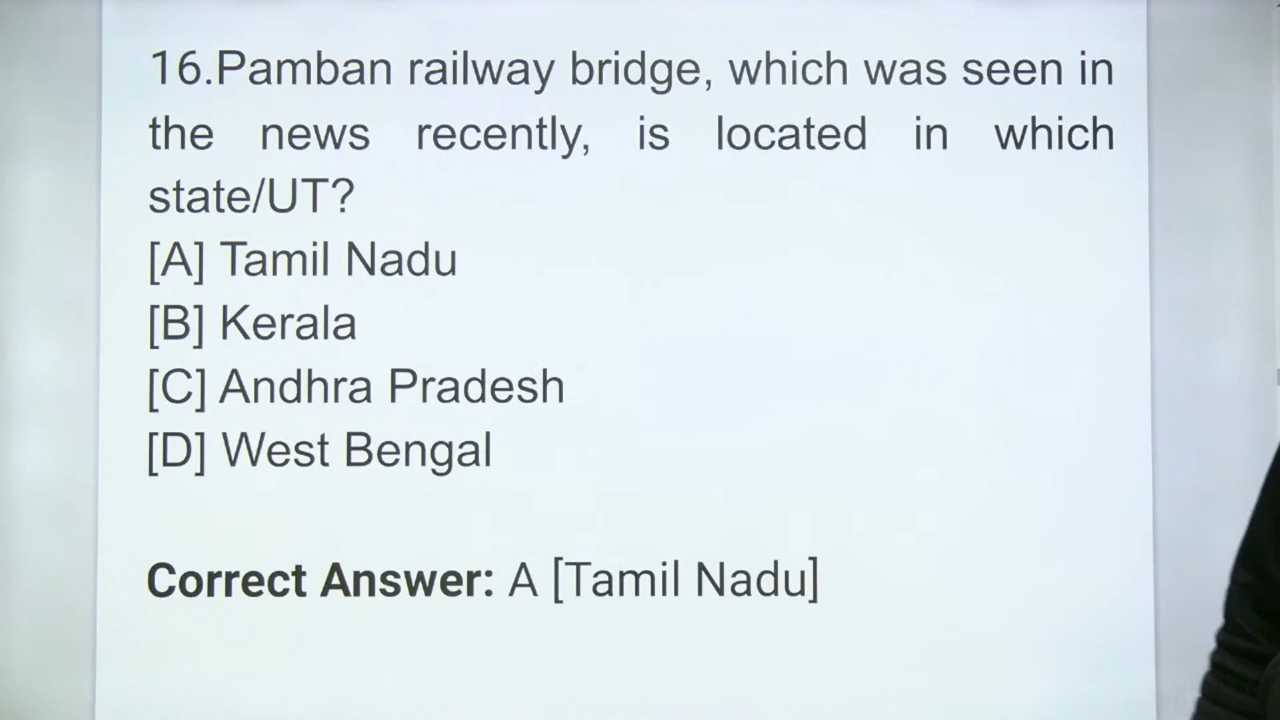 16.Pamban railway bridge, which was seen in
the news recently, is located in which
state/UT?
[A] Tamil Nadu
[B] Kerala
[C] Andhra Pradesh
[D] West Bengal
Correct Answer: A [Tamil Nadu]